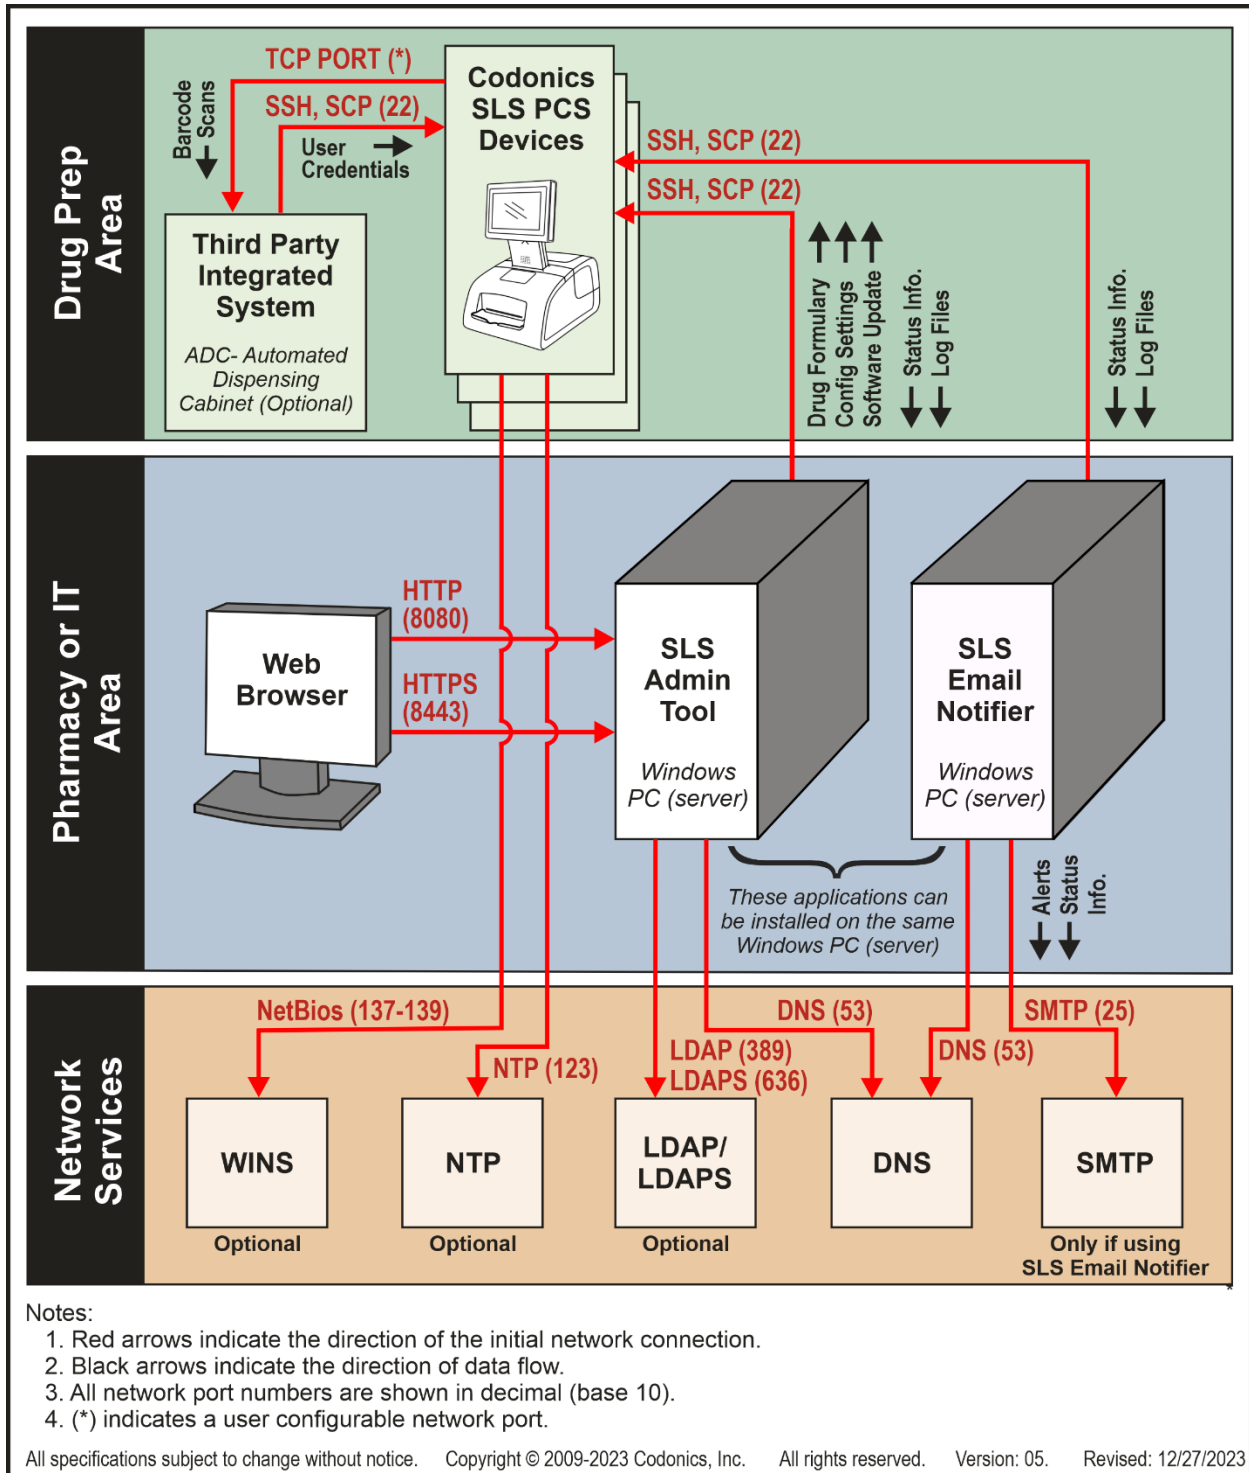 Drug Prep
Area
TCP PORT (*)
Barcode
Scans
SSH, SCP (22)
User
Credentials
Codonics
SLS PCS
Devices
SLS
SSH, SCP (22)
SSH, SCP (22)
Third Party
Integrated
System
ADC- Automated
Dispensing
Cabinet (Optional)
Drug Formulary
Config Settings
Software Update
Status Info.
Log Files
Status Info.
Log Files
Pharmacy or IT
Area
Web
Browser
HTTP
(8080)
HTTPS
(8443)
SLS
Admin
Tool
Windows
PC (server)
SLS
Email
Notifier
Windows
PC (server)
These applications can
be installed on the same
Windows PC (server)
Alerts
Status
Info.
Network
Services
NetBios (137-139)
NTP (123)
LDAP (389)
LDAPS (636)
DNS (53)
DNS (53)
SMTP (25)
WINS
Optional
NTP
Optional
LDAP/
LDAPS
Optional
DNS
SMTP
Only if using
SLS Email Notifier
*
Notes:
1. Red arrows indicate the direction of the initial network connection.
2. Black arrows indicate the direction of data flow.
3. All network port numbers are shown in decimal (base 10).
4. (*) indicates a user configurable network port.
All specifications subject to change without notice. Copyright © 2009-2023 Codonics, Inc. All rights reserved. Version: 05. Revised: 12/27/2023